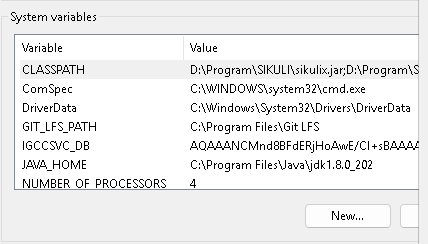 System variables
Variable Value
CLASSPATH D:\Program\SIKULI\sikulix.jar;D:\Program\S
ComSpec C:\WINDOWS\system32\cmd.exe
DriverData C:\Windows\System32\Drivers\DriverData
GIT_LFS_PATH C:\Program Files\Git LFS
IGCCSVC_DB AQAAANCMnd8BFdERjHoAwE/Cl+sBAAAA
JAVA_HOME C:\Program Files\Java\jdk1.8.0_202
NUMBER_OF_PROCESSORS 4
New...